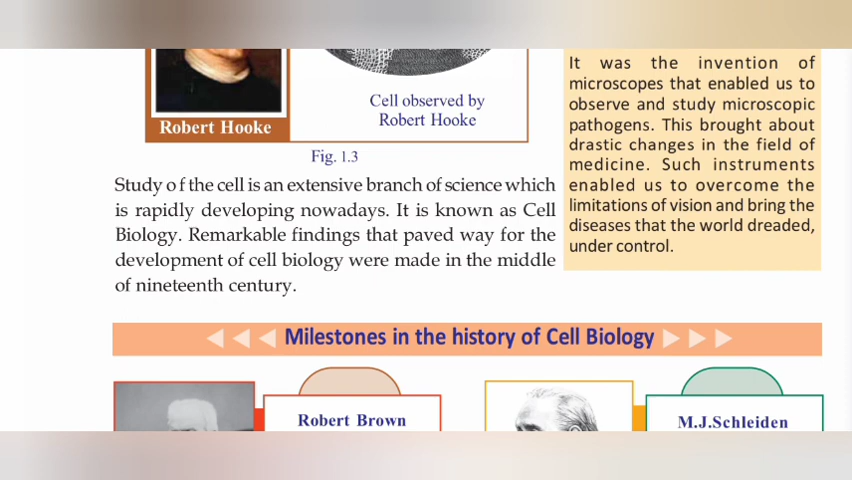 Robert Hooke
Cell observed by
Robert Hooke
Fig. 1.3
Study o f the cell is an extensive branch of science which
is rapidly developing nowadays. It is known as Cell
Biology. Remarkable findings that paved way for the
development of cell biology were made in the middle
of nineteenth century.
It was the invention of
microscopes that enabled us to
observe and study microscopic
pathogens. This brought about
drastic changes in the field of
medicine. Such instruments
enabled us to overcome the
limitations of vision and bring the
diseases that the world dreaded,
under control.
Milestones in the history of Cell Biology
Robert Brown
M.J.Schleiden